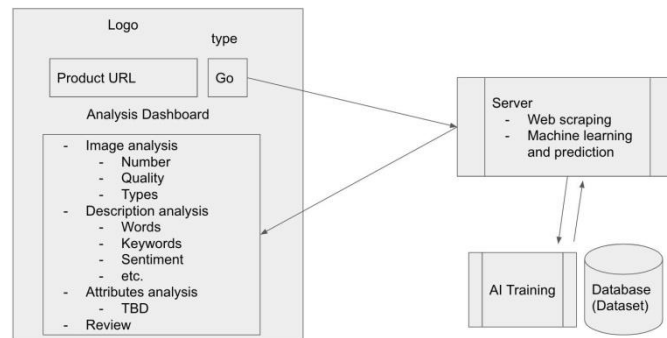 Logo
type
Product URL
Go
Analysis Dashboard
- Image analysis
- Number
- Quality
- Types
- Description analysis
- Words
- Keywords
- Sentiment
- etc.
- Attributes analysis
- TBD
- Review
Server
- Web scraping
- Machine learning
and prediction
AI Training
Database
(Dataset)